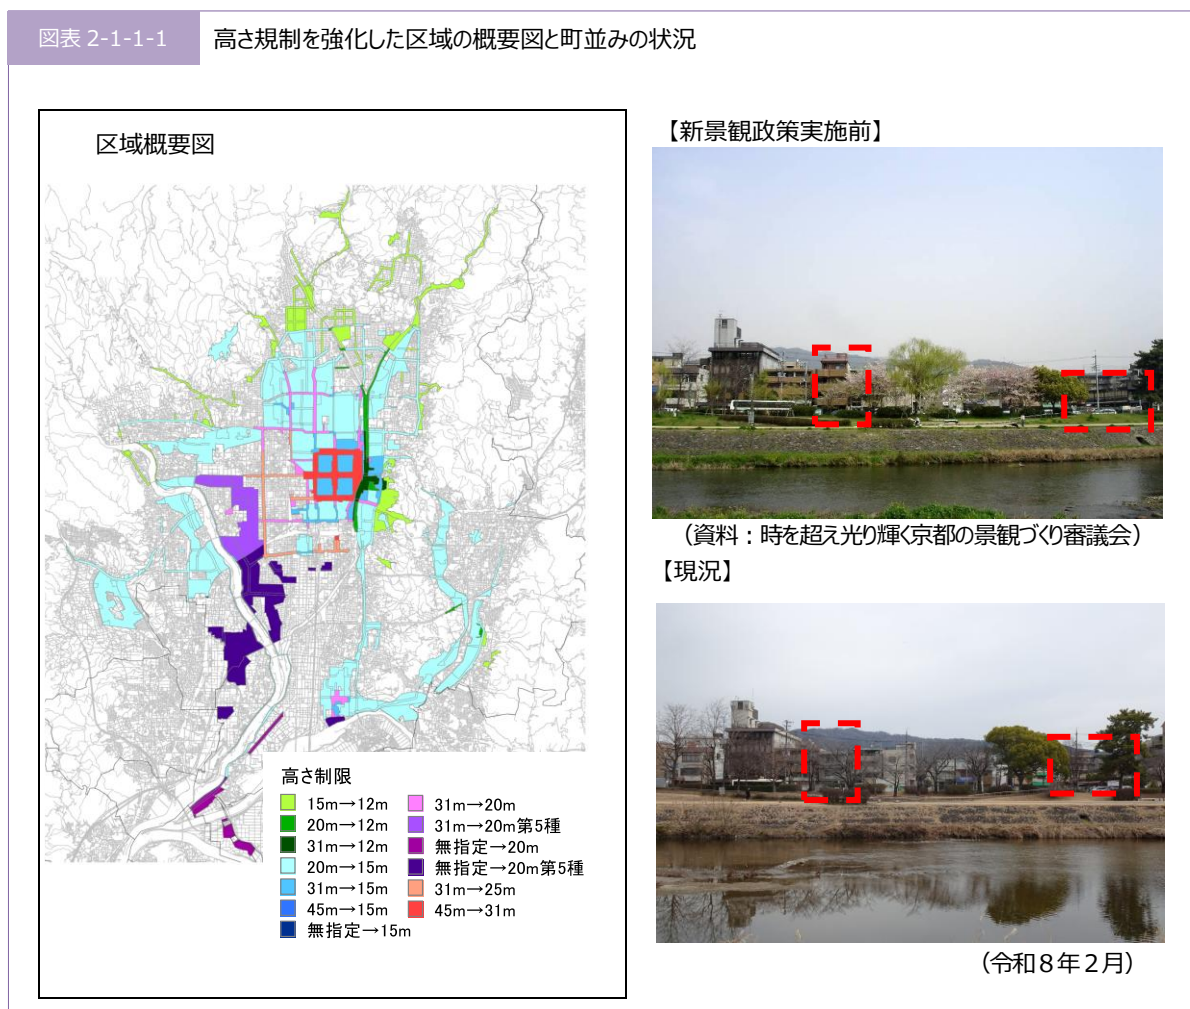 図表 2-1-1-1
高さ規制を強化した区域の概要図と町並みの状況
区域概要図
高さ制限
15m→12m
20m→12m
31m→12m
20m→15m
31m→15m
45m→15m
無指定→15m
31m→20m
31m→20m第5種
無指定→20m
無指定→20m第5種
31m→25m
45m→31m
【新景観政策実施前】
（資料：時を超え光り輝く京都の景観づくり審議会）
【現況】
（令和８年２月）